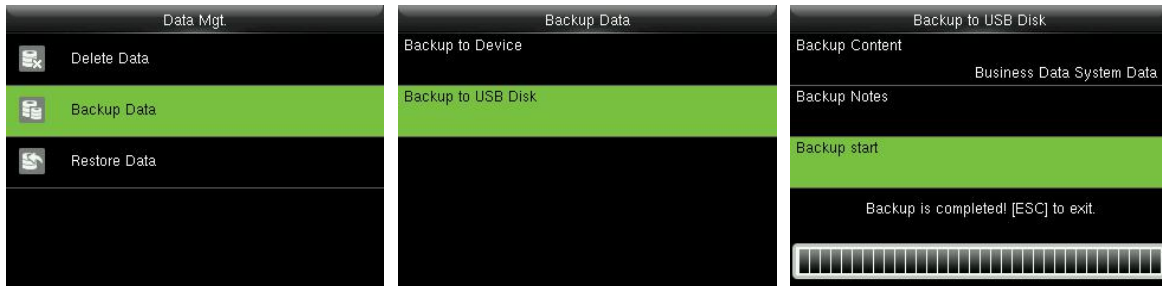 Data Mgt.
Delete Data
Backup Data
Restore Data
Backup Data
Backup to Device
Backup to USB Disk
Backup to USB Disk
Backup Content
Business Data System Data
Backup Notes
Backup start
Backup is completed! [ESC] to exit.